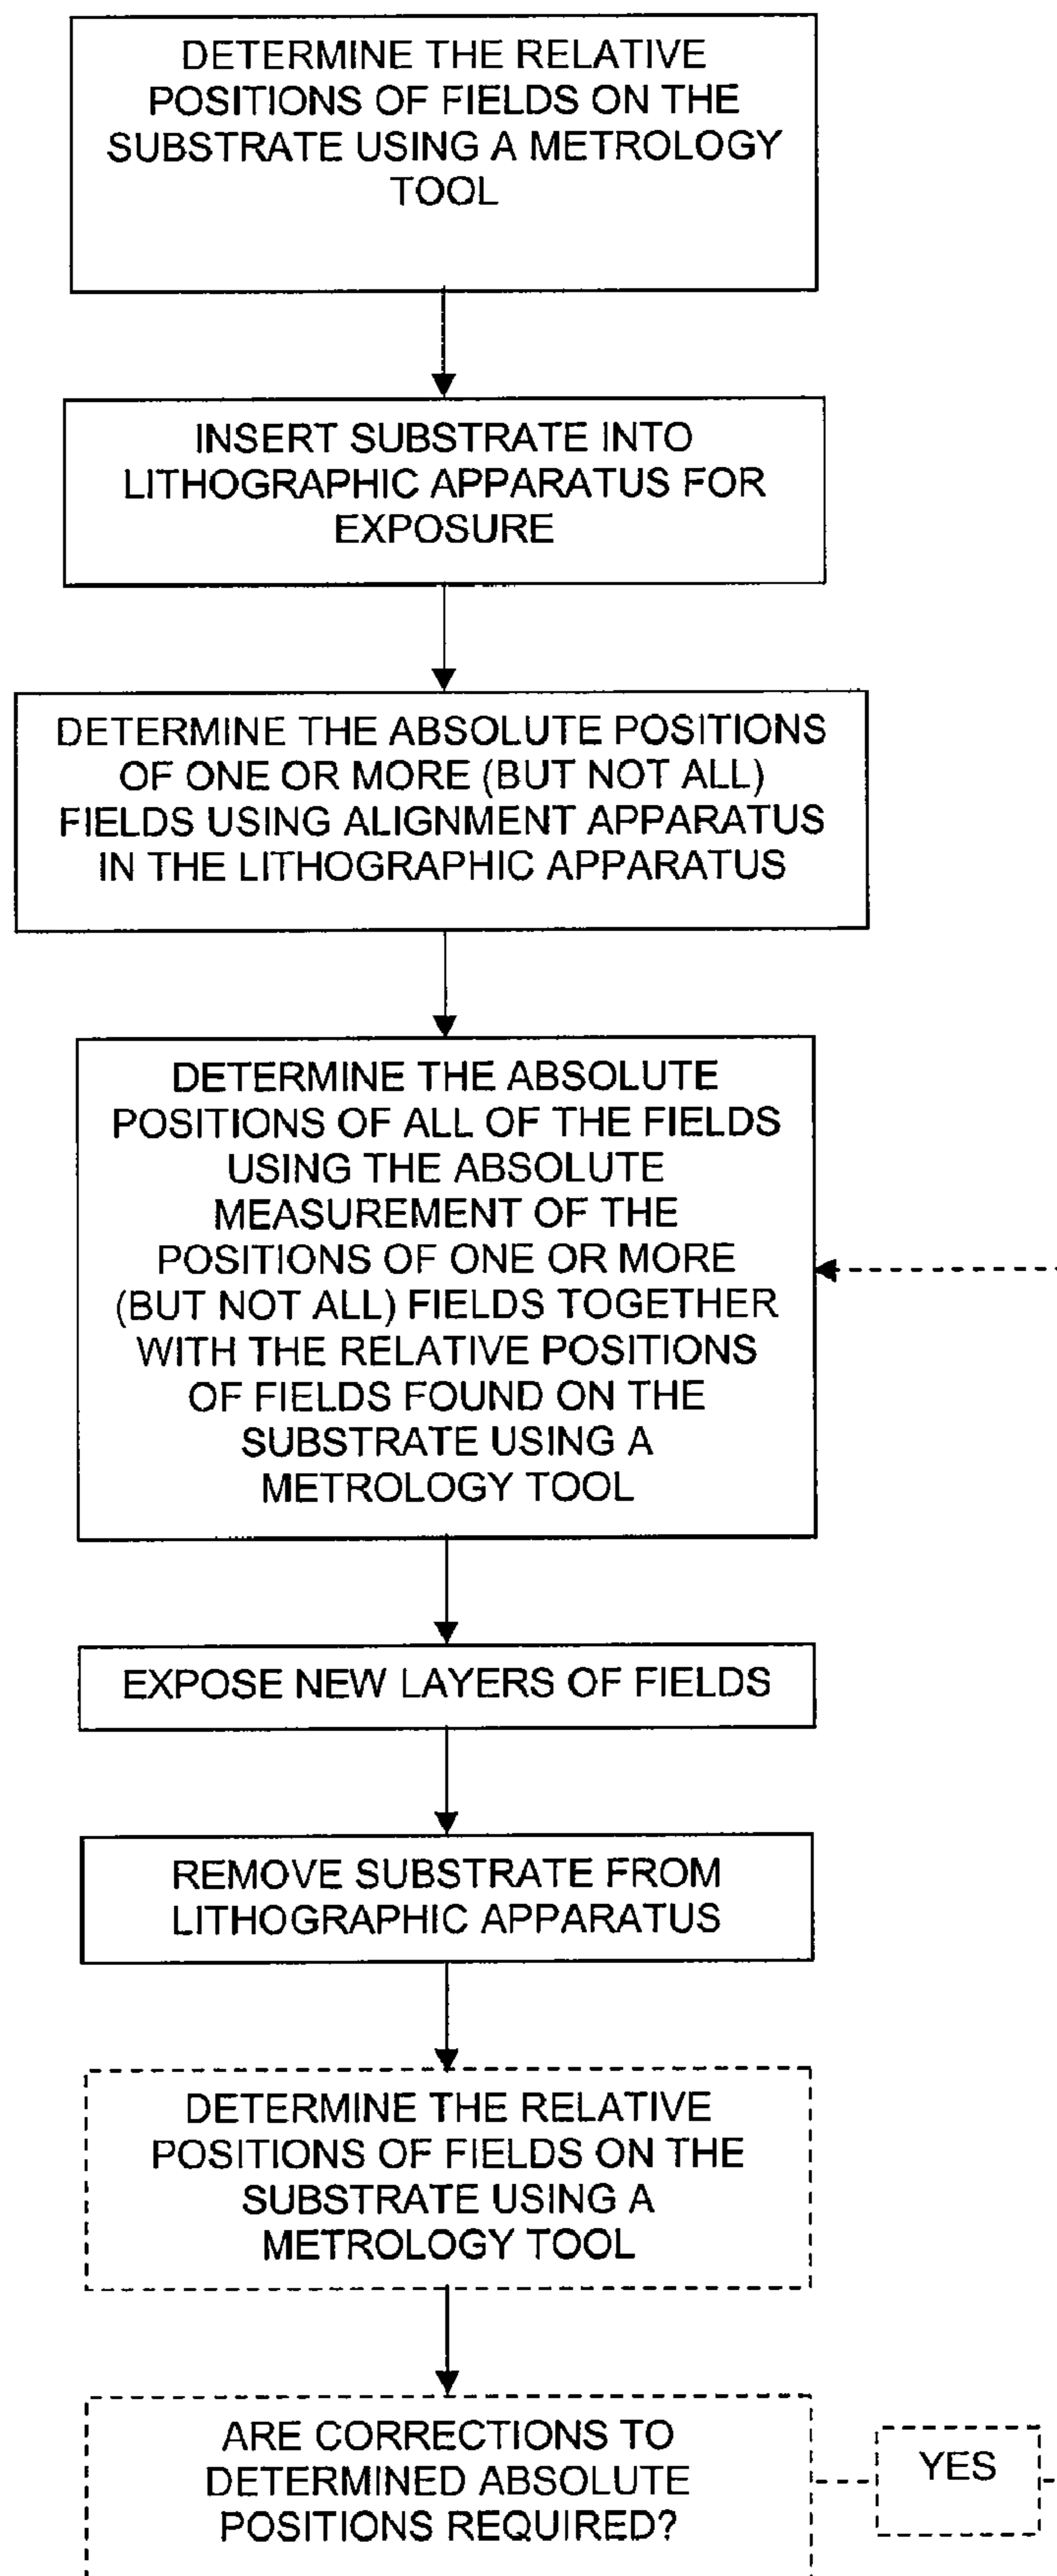 DETERMINE THE RELATIVE
POSITIONS OF FIELDS ON THE
SUBSTRATE USING A METROLOGY
TOOL
INSERT SUBSTRATE INTO
LITHOGRAPHIC APPARATUS FOR
EXPOSURE
DETERMINE THE ABSOLUTE POSITIONS
OF ONE OR MORE (BUT NOT ALL)
FIELDS USING ALIGNMENT APPARATUS
IN THE LITHOGRAPHIC APPARATUS
DETERMINE THE ABSOLUTE
POSITIONS OF ALL OF THE FIELDS
USING THE ABSOLUTE
MEASUREMENT OF THE
POSITIONS OF ONE OR MORE
(BUT NOT ALL) FIELDS TOGETHER
WITH THE RELATIVE POSITIONS
OF FIELDS FOUND ON THE
SUBSTRATE USING A
METROLOGY TOOL
EXPOSE NEW LAYERS OF FIELDS
REMOVE SUBSTRATE FROM
LITHOGRAPHIC APPARATUS
DETERMINE THE RELATIVE
POSITIONS OF FIELDS ON THE
SUBSTRATE USING A
METROLOGY TOOL
ARE CORRECTIONS TO
DETERMINED ABSOLUTE
POSITIONS REQUIRED?
YES